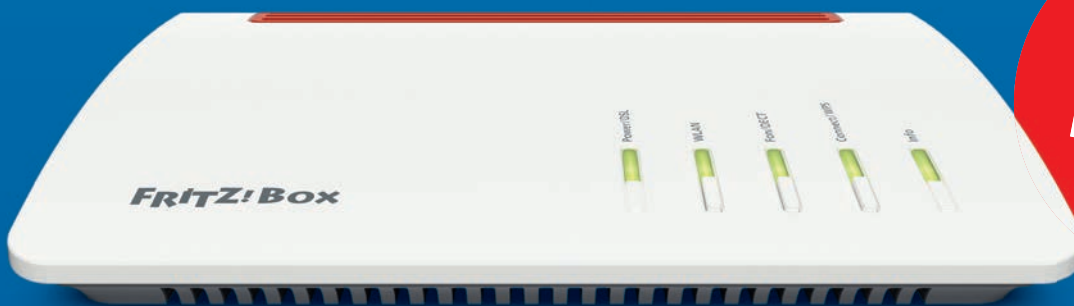 Power/DSL
WLAN
Fon/DECT
Connect/WPS
Info
FRITZ!Box